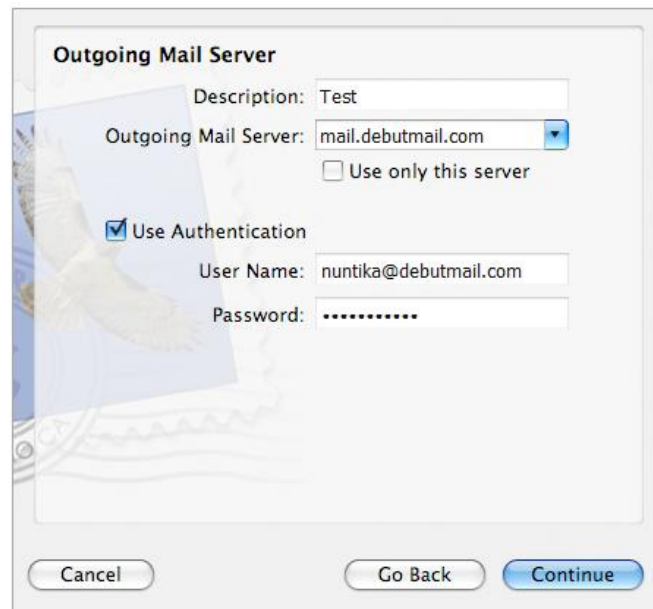 Outgoing Mail Server
Description: Test
Outgoing Mail Server: mail.debutmail.com
Use only this server
Use Authentication
User Name: nuntika@debutmail.com
Password: •••••••••••
Cancel Go Back Continue